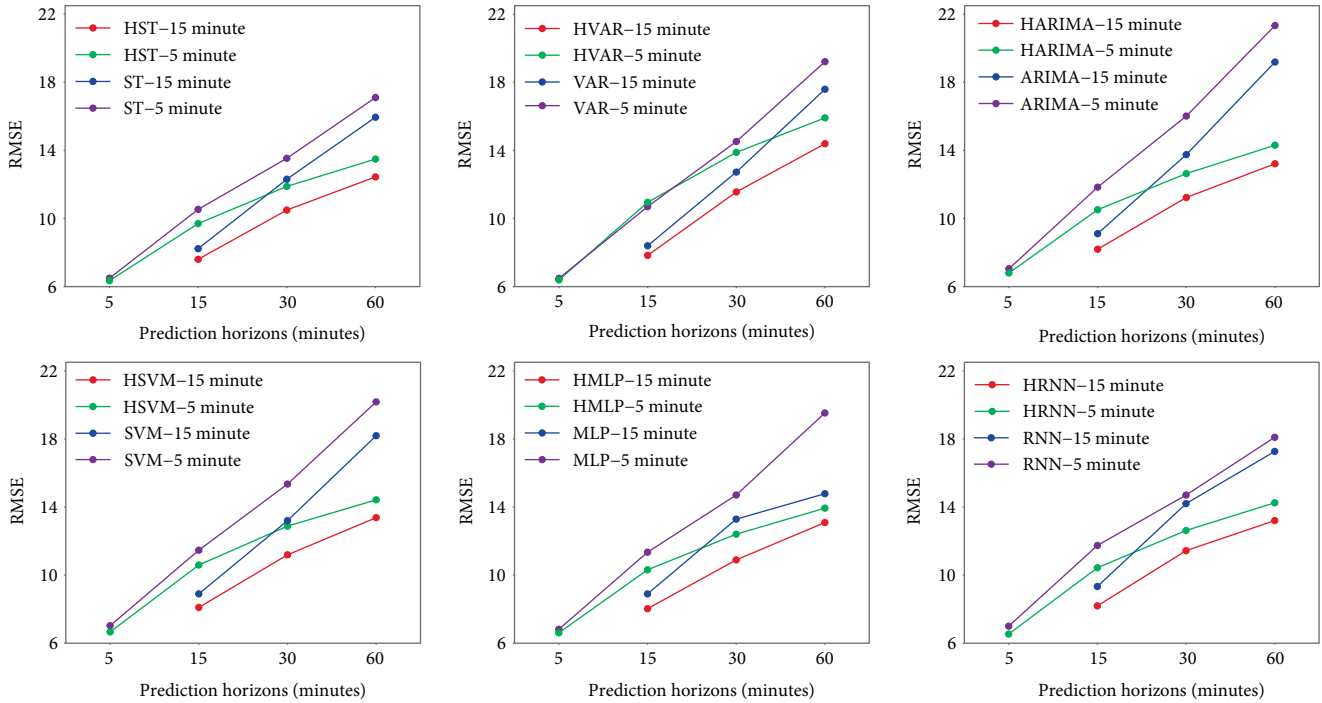 22
18
14
10
6
RMSE
HST−15 minute
HST−5 minute
ST−15 minute
ST−5 minute
5 15 30 60
Prediction horizons (minutes)
22
18
14
10
6
RMSE
HVAR−15 minute
HVAR−5 minute
VAR−15 minute
VAR−5 minute
5 15 30 60
Prediction horizons (minutes)
22
18
14
10
6
RMSE
HARIMA−15 minute
HARIMA−5 minute
ARIMA−15 minute
ARIMA−5 minute
5 15 30 60
Prediction horizons (minutes)
22
18
14
10
6
RMSE
HSVM−15 minute
HSVM−5 minute
SVM−15 minute
SVM−5 minute
5 15 30 60
Prediction horizons (minutes)
22
18
14
10
6
RMSE
HMLP−15 minute
HMLP−5 minute
MLP−15 minute
MLP−5 minute
5 15 30 60
Prediction horizons (minutes)
22
18
14
10
6
RMSE
HRNN−15 minute
HRNN−5 minute
RNN−15 minute
RNN−5 minute
5 15 30 60
Prediction horizons (minutes)